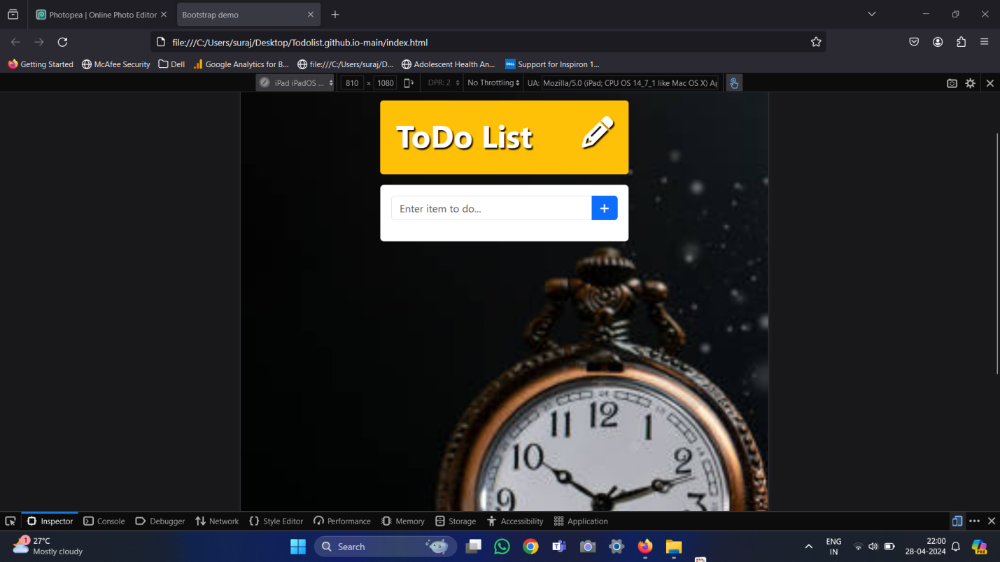 Photopea | Online Photo Editor
Bootstrap demo
file:///C:/Users/suraj/Desktop/Todolist.github.io-main/index.html
Getting Started
McAfee Security
Dell
Google Analytics for B...
file:///C:/Users/suraj/D...
Adolescent Health An...
DELL
Support for Inspiron 1...
iPad iPadOS ...
810 × 1080
DPR: 2
No Throttling
UA: Mozilla/5.0 (iPad; CPU OS 14_7_1 like Mac OS X) A
ToDo List
Enter item to do...
+
12
11
1
10
2
9
3
Inspector
Console
Debugger
Network
Style Editor
Performance
Memory
Storage
Accessibility
Application
1
27°C
Mostly cloudy
Search
ENG
IN
22:00
28-04-2024
PRE